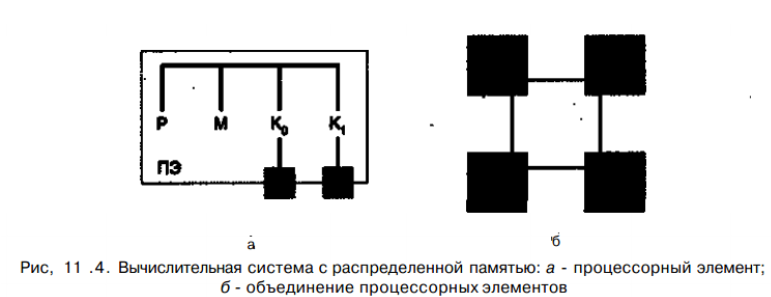 P M K₀ K₁
ПЭ
а б
Рис, 11 .4. Вычислительная система с распределенной памятью: а - процессорный элемент;
б - объединение процессорных элементов